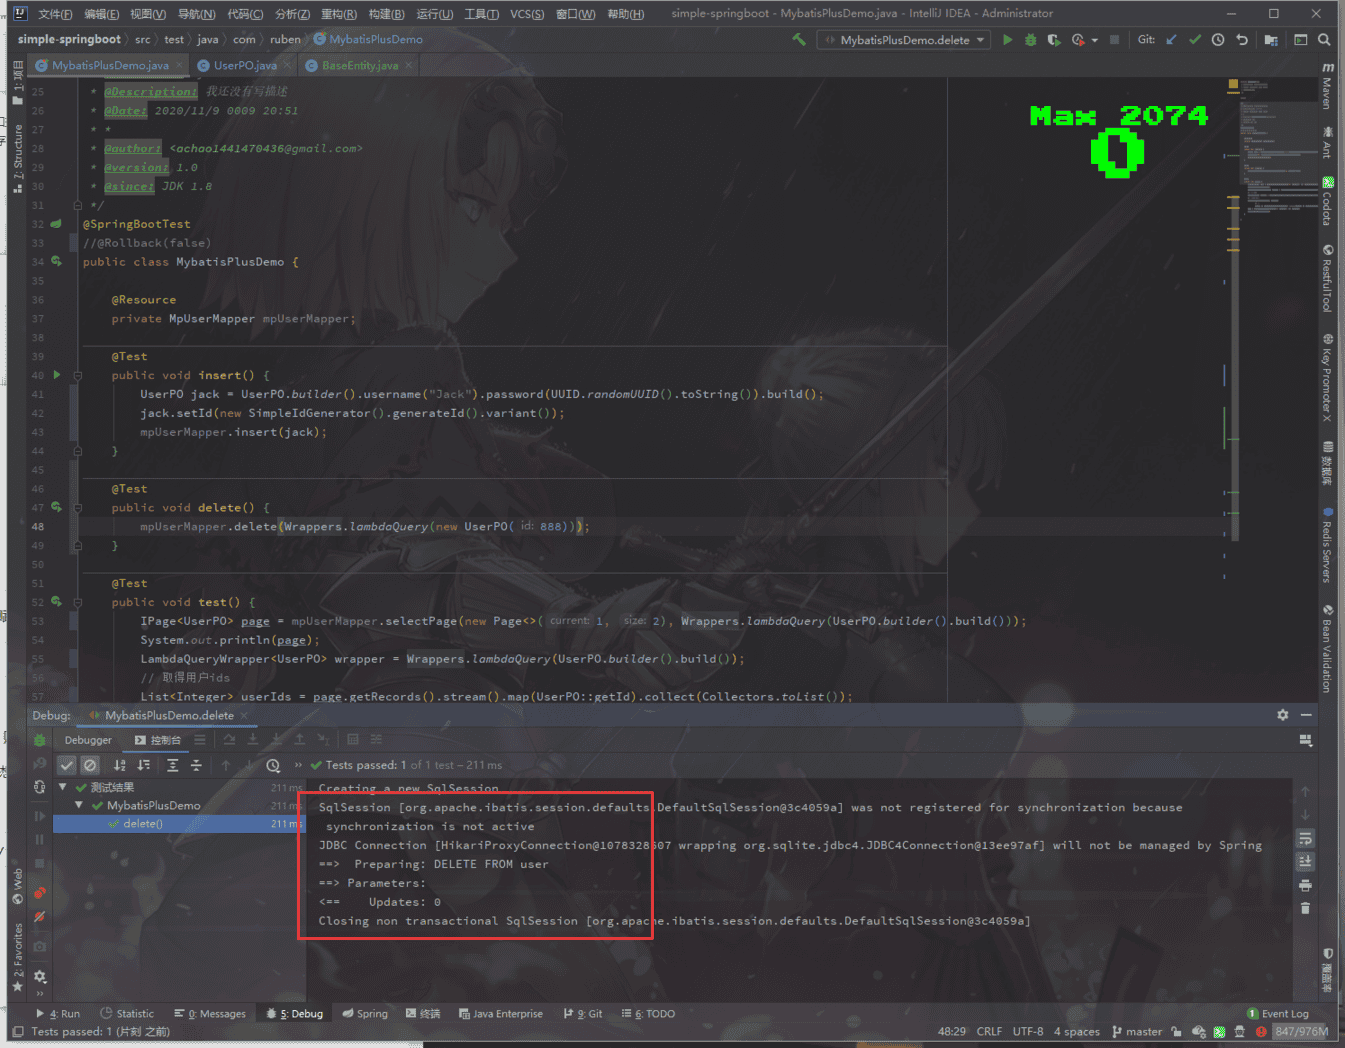 文件(F) 编辑(E) 视图(V) 导航(N) 代码(C) 分析(Z) 重构(R) 构建(B) 运行(U) 工具(T) VCS(S) 窗口(W) 帮助(H) simple-springboot - MybatisPlusDemo.java - IntelliJ IDEA - Administrator
simple-springboot src test java com ruben MybatisPlusDemo MybatisPlusDemo.delete Git:
MybatisPlusDemo.java UserPO.java BaseEntity.java
25 * @Description: 我还没有写描述
26 * @Date: 2020/11/9 0009 20:51
27 * *
28 * @author: <achao1441470436@gmail.com>
29 * @version: 1.0
30 * @since: JDK 1.8
31 */
32 @SpringBootTest
33 //@Rollback(false)
34 public class MybatisPlusDemo {
35
36 @Resource
37 private MpUserMapper mpUserMapper;
38
39 @Test
40 public void insert() {
41 UserPO jack = UserPO.builder().username("Jack").password(UUID.randomUUID().toString()).build();
42 jack.setId(new SimpleIdGenerator().generateId().variant());
43 mpUserMapper.insert(jack);
44 }
45
46 @Test
47 public void delete() {
48 mpUserMapper.delete(Wrappers.lambdaQuery(new UserPO( id: 888)));
49 }
50
51 @Test
52 public void test() {
53 IPage<UserPO> page = mpUserMapper.selectPage(new Page<>( current: 1, size: 2), Wrappers.lambdaQuery(UserPO.builder().build()));
54 System.out.println(page);
55 LambdaQueryWrapper<UserPO> wrapper = Wrappers.lambdaQuery(UserPO.builder().build());
56 // 取得用户ids
57 List<Integer> userIds = page.getRecords().stream().map(UserPO::getId).collect(Collectors.toList());
Max 2074
0
1: 项目
7: Structure
Web
2: Favorites
Maven
Ant
Codota
RestfulTool
Key Promoter X
数据库
Redis Servers
Bean Validation
覆盖率
Debug: MybatisPlusDemo.delete
Debugger 控制台
Tests passed: 1 of 1 test – 211 ms
测试结果 211 ms
MybatisPlusDemo 211 ms
delete() 211 ms
Creating a new SqlSession
SqlSession [org.apache.ibatis.session.defaults.DefaultSqlSession@3c4059a] was not registered for synchronization because
synchronization is not active
JDBC Connection [HikariProxyConnection@1078328607 wrapping org.sqlite.jdbc4.JDBC4Connection@13ee97af] will not be managed by Spring
==> Preparing: DELETE FROM user
==> Parameters:
<== Updates: 0
Closing non transactional SqlSession [org.apache.ibatis.session.defaults.DefaultSqlSession@3c4059a]
4: Run Statistic 0: Messages 5: Debug Spring 终端 Java Enterprise 9: Git 6: TODO 1 Event Log
Tests passed: 1 (片刻 之前) 48:29 CRLF UTF-8 4 spaces master 847/976M